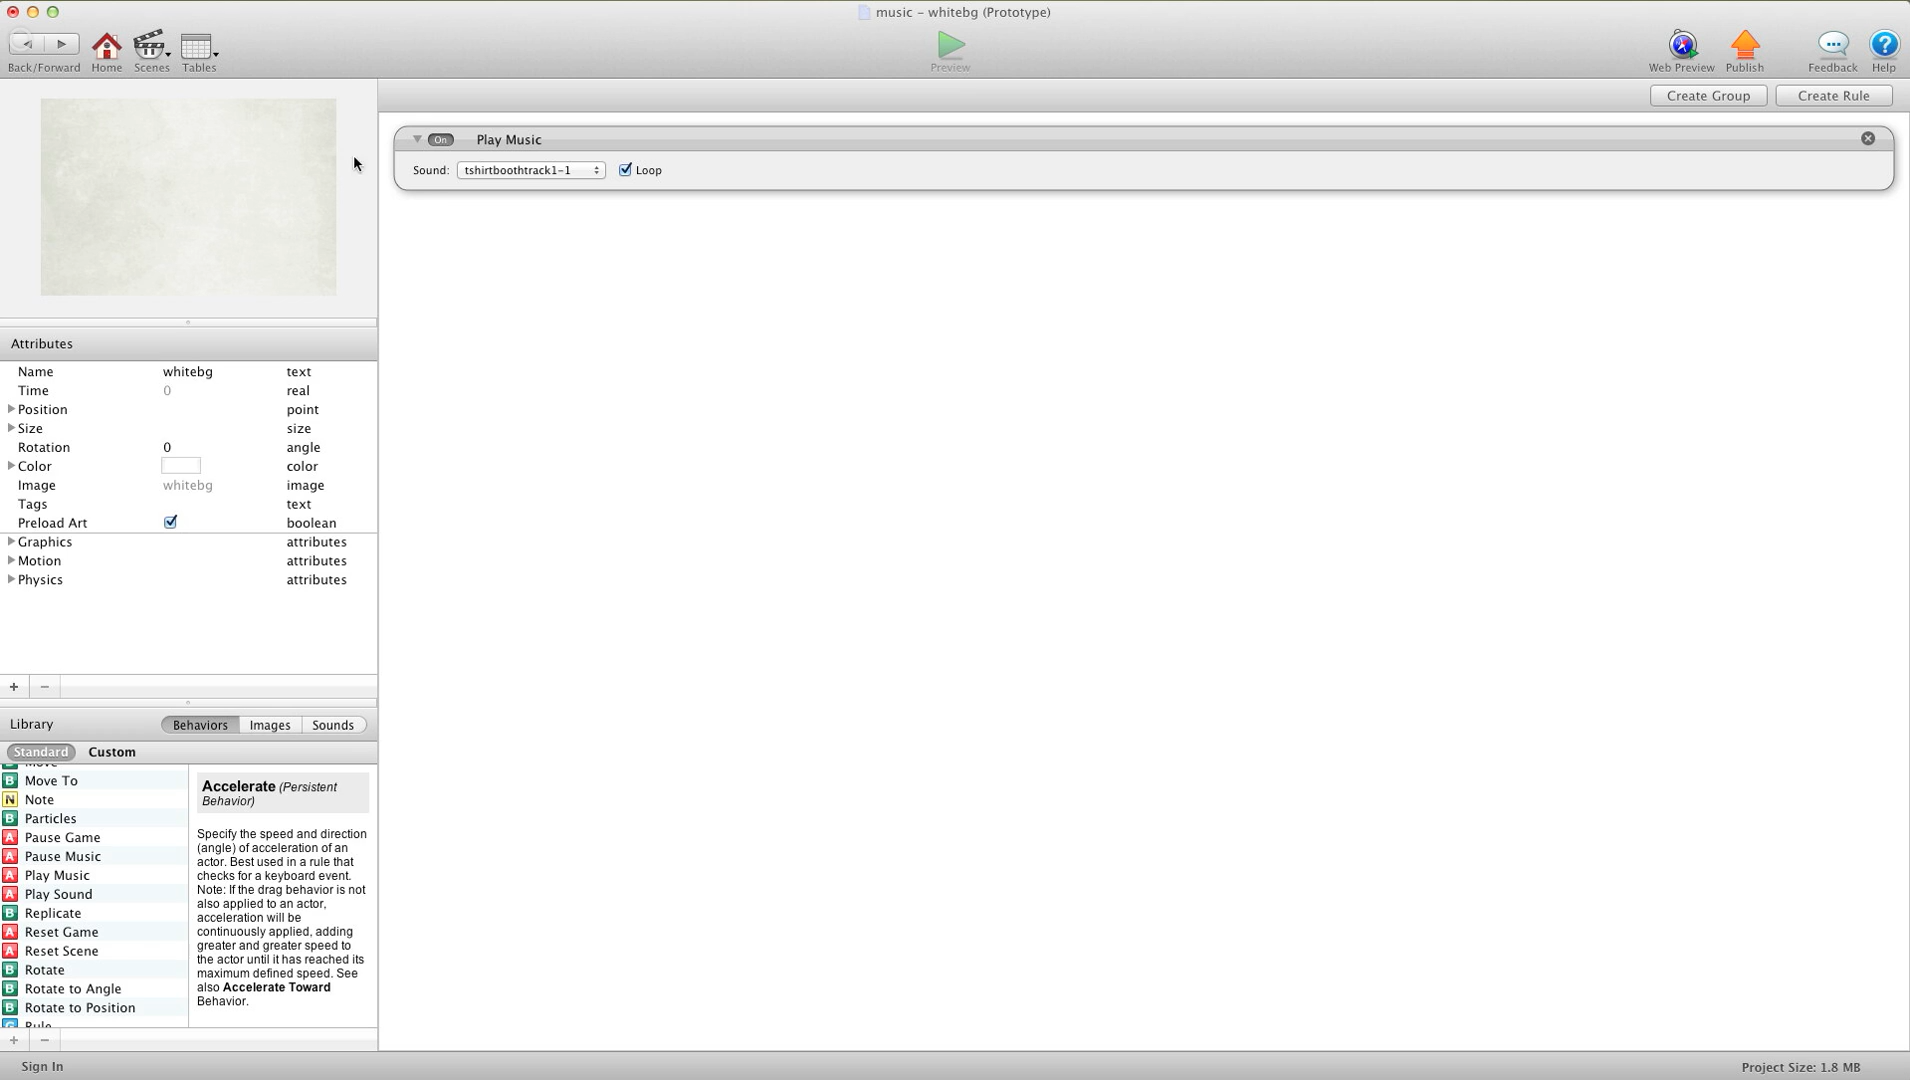 music – whitebg (Prototype)
Back/Forward
Home
Scenes
Tables
Preview
Web Preview
Publish
Feedback
Help
Create Group
Create Rule
On
Play Music
Sound:
tshirtboothtrack1-1
Loop
Attributes
Name whitebg text
Time 0 real
Position point
Size size
Rotation 0 angle
Color color
Image whitebg image
Tags text
Preload Art boolean
Graphics attributes
Motion attributes
Physics attributes
+ −
Library
Behaviors
Images
Sounds
Standard
Custom
Move
B Move To
N Note
B Particles
A Pause Game
A Pause Music
A Play Music
A Play Sound
B Replicate
A Reset Game
A Reset Scene
B Rotate
B Rotate to Angle
B Rotate to Position
Rule
Accelerate (Persistent
Behavior)
Specify the speed and direction
(angle) of acceleration of an
actor. Best used in a rule that
checks for a keyboard event.
Note: If the drag behavior is not
also applied to an actor,
acceleration will be
continuously applied, adding
greater and greater speed to
the actor until it has reached its
maximum defined speed. See
also Accelerate Toward
Behavior.
+ −
Sign In
Project Size: 1.8 MB